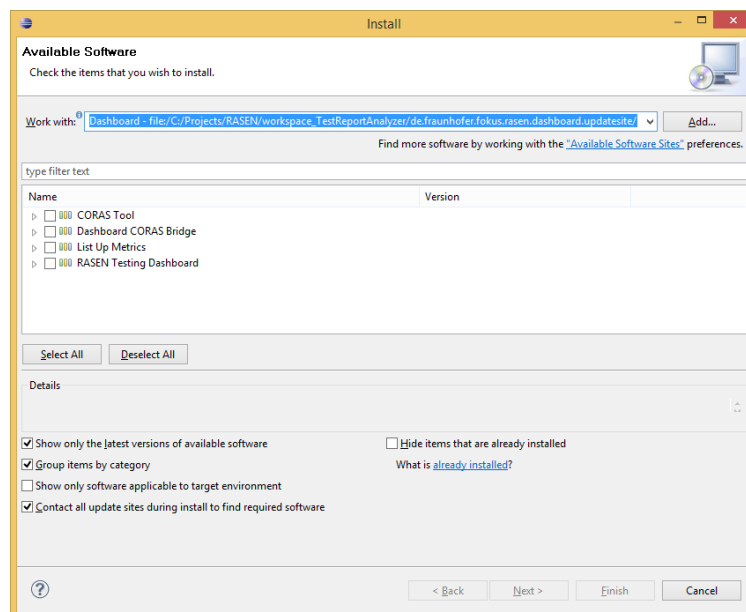 Install
Available Software
Check the items that you wish to install.
Work with: Dashboard - file:/C:/Projects/RASEN/workspace_TestReportAnalyzer/de.fraunhofer.fokus.rasen.dashboard.updatesite/ Add...
Find more software by working with the "Available Software Sites" preferences.
type filter text
Name Version
CORAS Tool
Dashboard CORAS Bridge
List Up Metrics
RASEN Testing Dashboard
Select All Deselect All
Details
Show only the latest versions of available software Hide items that are already installed
Group items by category What is already installed?
Show only software applicable to target environment
Contact all update sites during install to find required software
? < Back Next > Finish Cancel